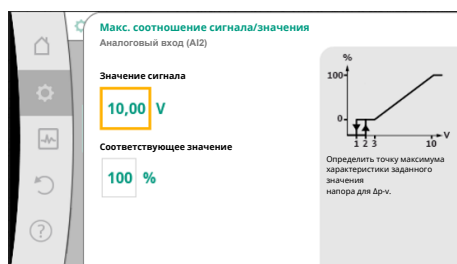 Макс. соотношение сигнала/значения
Аналоговый вход (AI2)
Значение сигнала
10,00 V
Соответствующее значение
100 %
%
100
0
1 2 3 10
V
Определить точку максимума
характеристики заданного
значения
напора для Δp-v.
?